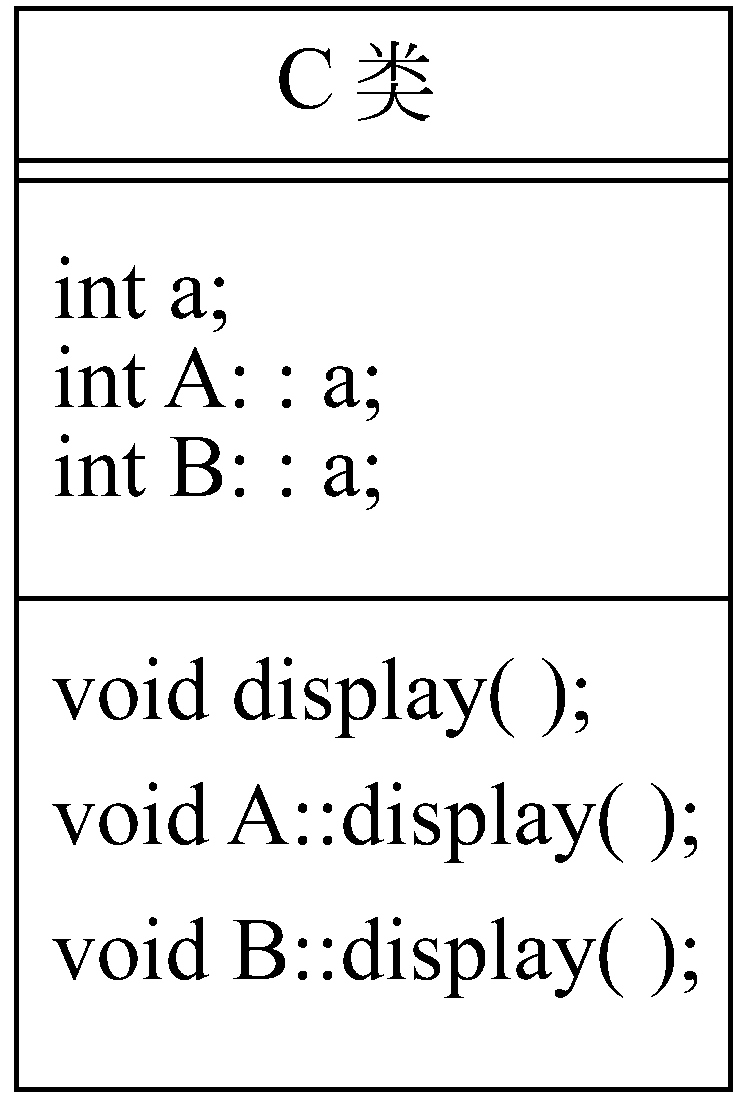 C 类
int a;
int A: : a;
int B: : a;
void display( );
void A::display( );
void B::display( );